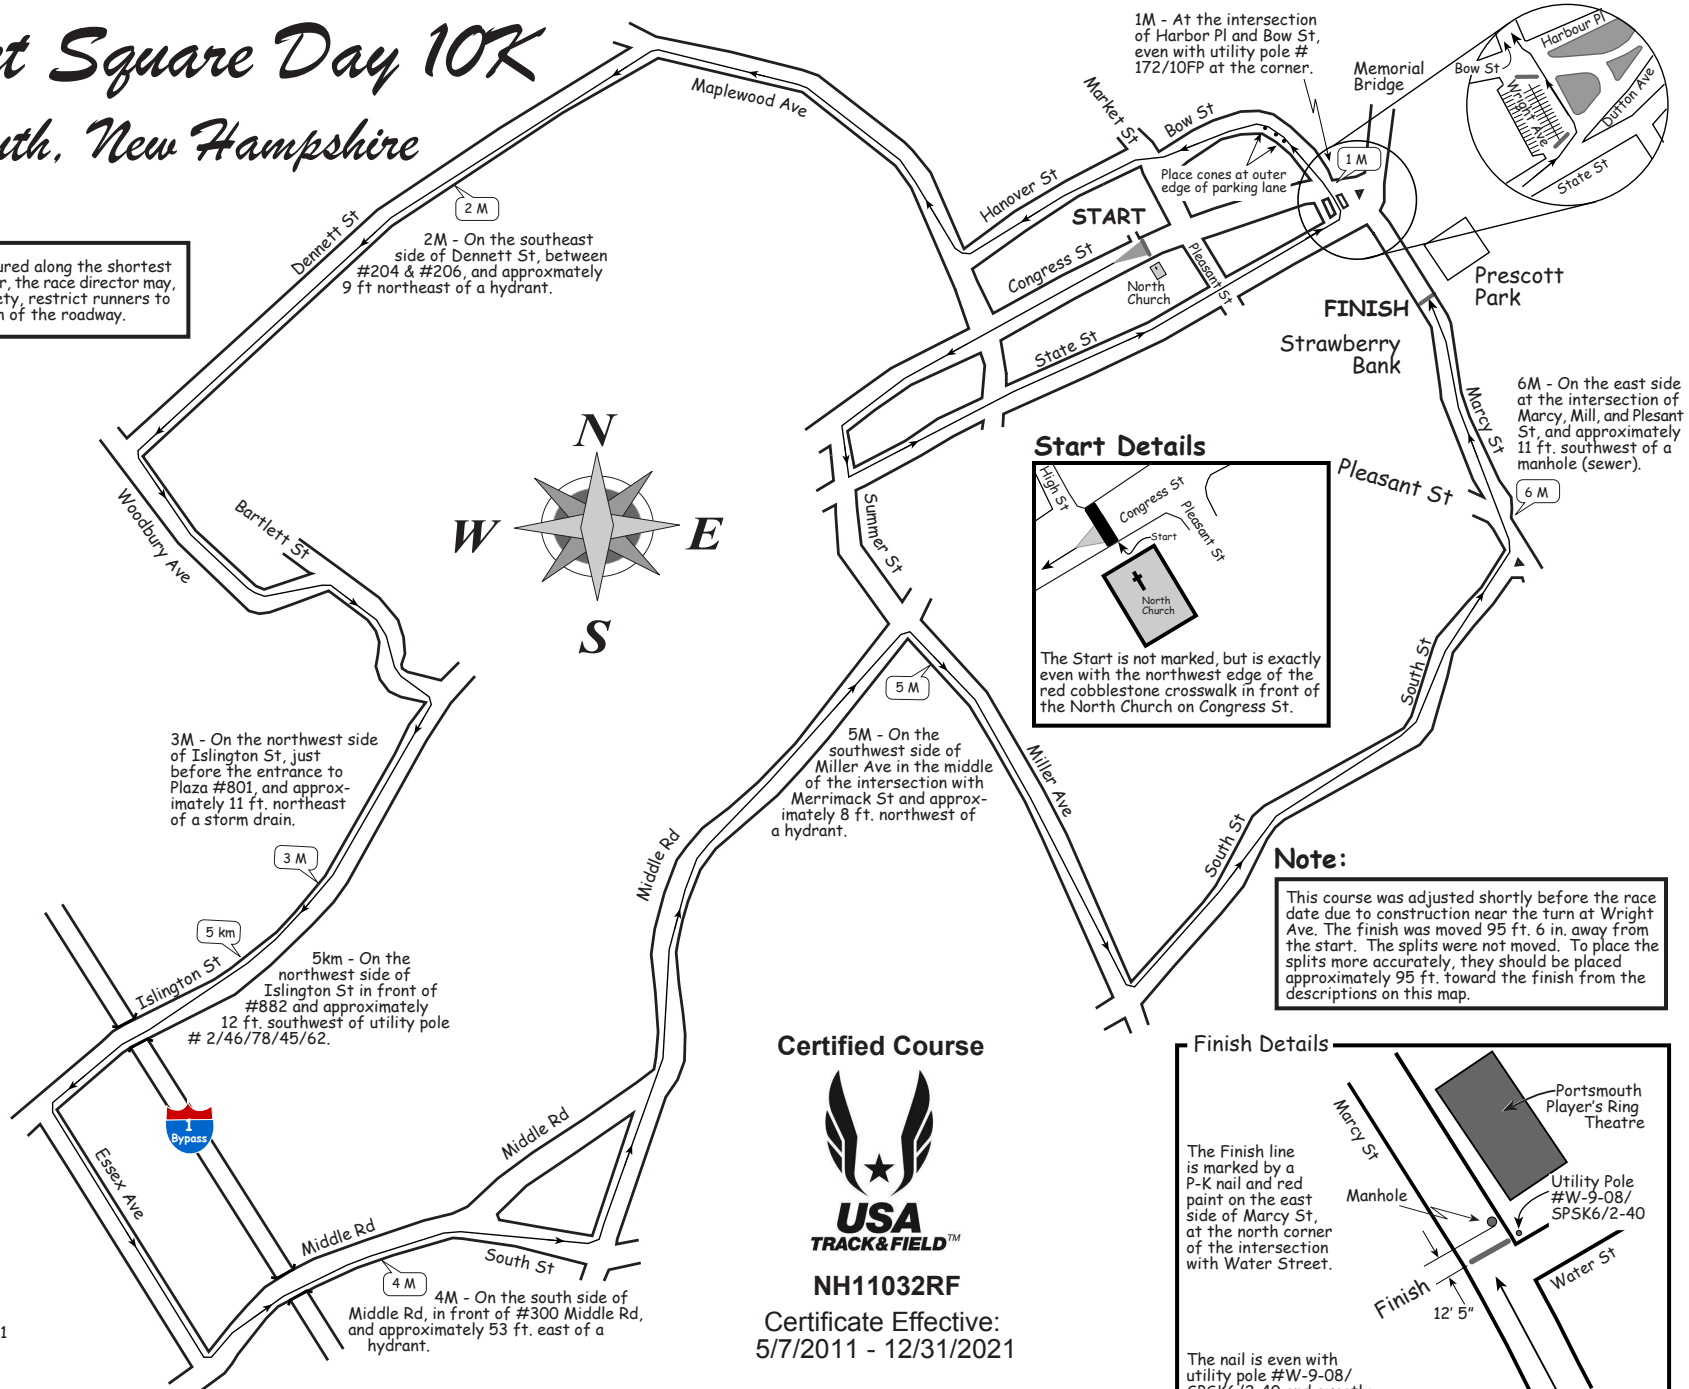 t Square Day 10K
uth, New Hampshire
ured along the shortest
r, the race director may,
ety, restrict runners to
n of the roadway.
1M - At the intersection
of Harbor Pl and Bow St,
even with utility pole #
172/10FP at the corner.
Memorial
Bridge
Harbour Pl
Bow St
Wright Ave
Dutton Ave
State St
Maplewood Ave
Market St
Bow St
1 M
Place cones at outer
edge of parking lane
Hanover St
START
Congress St
Pleasant St
North
Church
State St
Dennett St
2 M
2M - On the southeast
side of Dennett St, between
#204 & #206, and approxmately
9 ft northeast of a hydrant.
Prescott
Park
FINISH
Strawberry
Bank
Marcy St
6M - On the east side
at the intersection of
Marcy, Mill, and Plesant
St, and approximately
11 ft. southwest of a
manhole (sewer).
6 M
Pleasant St
N
W
E
S
Woodbury Ave
Bartlett St
Summer St
Start Details
High St
Congress St
Pleasant St
Start
North
Church
The Start is not marked, but is exactly
even with the northwest edge of the
red cobblestone crosswalk in front of
the North Church on Congress St.
South St
5 M
5M - On the
southwest side of
Miller Ave in the middle
of the intersection with
Merrimack St and approx-
imately 8 ft. northwest of
a hydrant.
Miller Ave
3M - On the northwest side
of Islington St, just
before the entrance to
Plaza #801, and approx-
imately 11 ft. northeast
of a storm drain.
3 M
Middle Rd
South St
Note:
This course was adjusted shortly before the race
date due to construction near the turn at Wright
Ave. The finish was moved 95 ft. 6 in. away from
the start. The splits were not moved. To place the
splits more accurately, they should be placed
approximately 95 ft. toward the finish from the
descriptions on this map.
5 km
Islington St
5km - On the
northwest side of
Islington St in front of
#882 and approximately
12 ft. southwest of utility pole
# 2/46/78/45/62.
1
Bypass
Essex Ave
Middle Rd
Middle Rd
South St
4 M
4M - On the south side of
Middle Rd, in front of #300 Middle Rd,
and approximately 53 ft. east of a
hydrant.
1
Certified Course
USA
TRACK & FIELD™
NH11032RF
Certificate Effective:
5/7/2011 - 12/31/2021
Finish Details
Marcy St
Portsmouth
Player's Ring
Theatre
The Finish line
is marked by a
P-K nail and red
paint on the east
side of Marcy St,
at the north corner
of the intersection
with Water Street.
Manhole
Utility Pole
#W-9-08/
SPSK6/2-40
Water St
Finish
12' 5"
The nail is even with
utility pole #W-9-08/